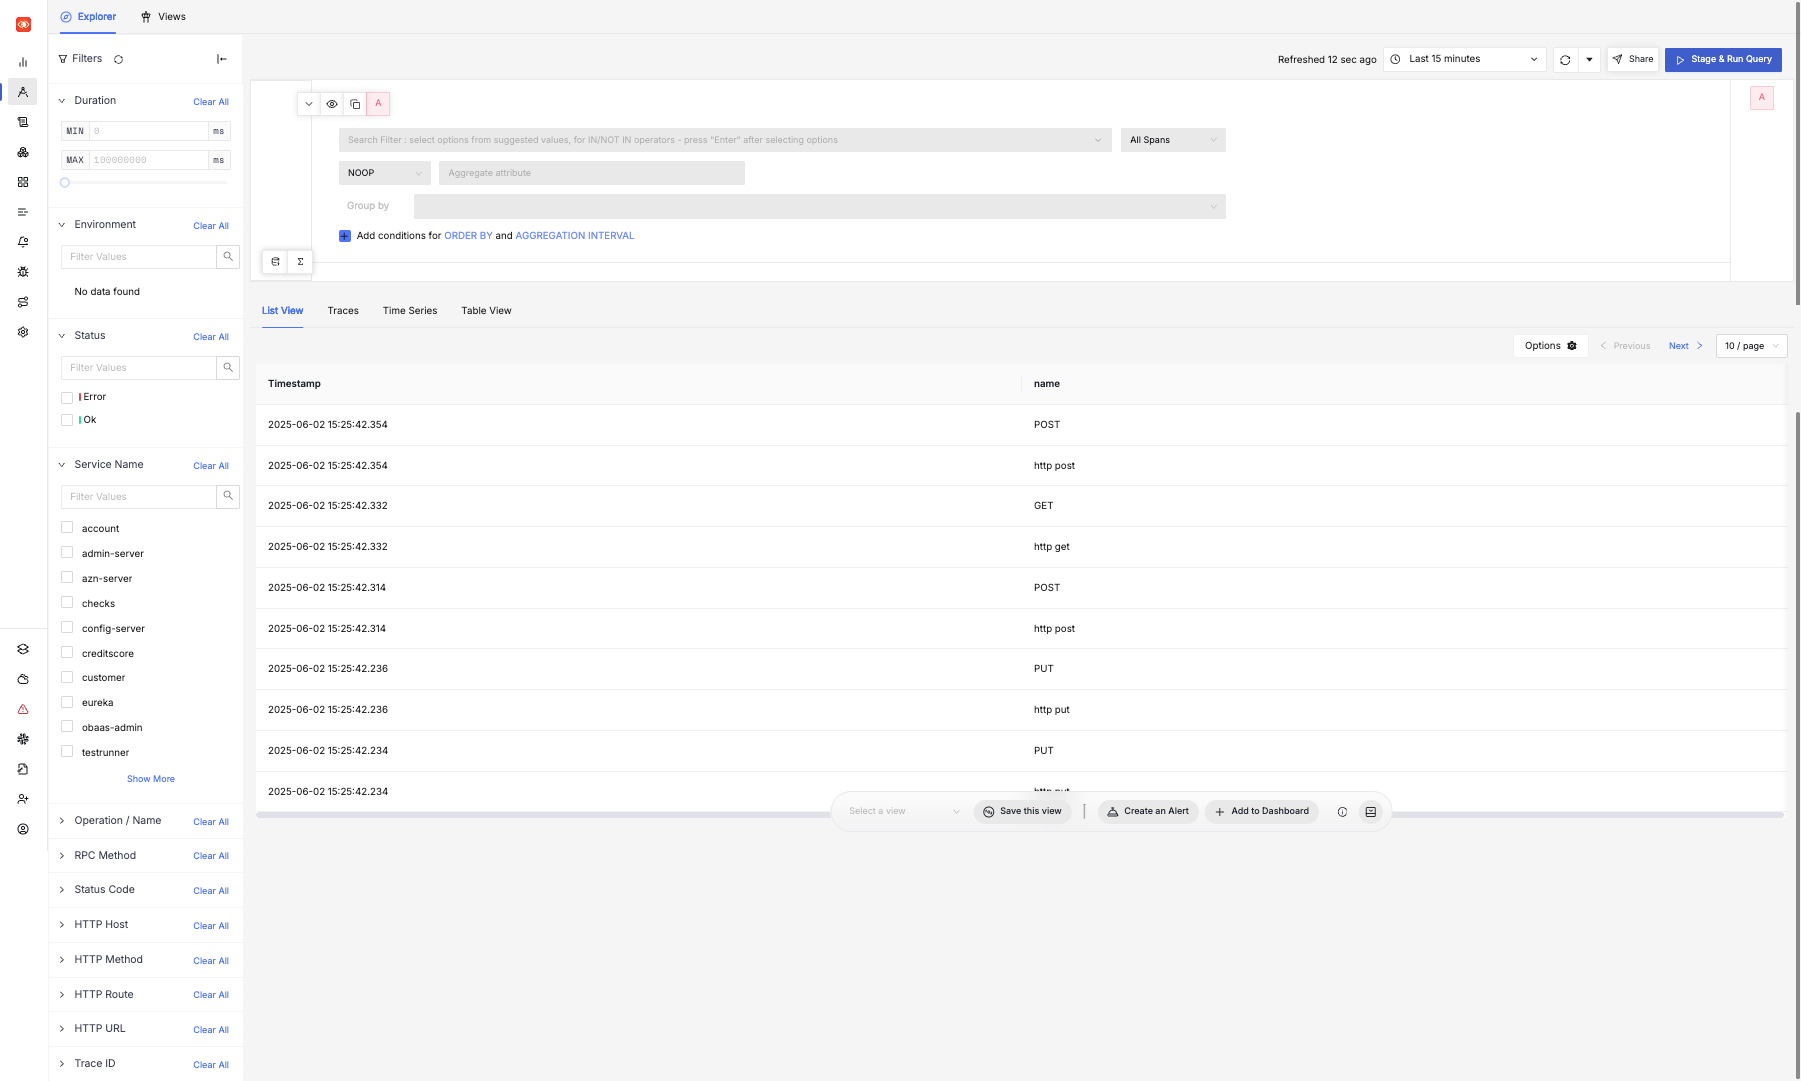 Explorer
Views
Filters
Refreshed 12 sec ago
Last 15 minutes
Share
Stage & Run Query
Duration
Clear All
MIN
0
ms
MAX
100000000
ms
Environment
Clear All
Filter Values
No data found
Status
Clear All
Filter Values
Error
Ok
Service Name
Clear All
Filter Values
account
admin-server
azn-server
checks
config-server
creditscore
customer
eureka
obaas-admin
testrunner
Show More
Operation / Name
Clear All
RPC Method
Clear All
Status Code
Clear All
HTTP Host
Clear All
HTTP Method
Clear All
HTTP Route
Clear All
HTTP URL
Clear All
Trace ID
Clear All
A
A
Search Filter : select options from suggested values, for IN/NOT IN operators - press "Enter" after selecting options
All Spans
NOOP
Aggregate attribute
Group by
Add conditions for ORDER BY and AGGREGATION INTERVAL
Σ
List View
Traces
Time Series
Table View
Options
Previous
Next
10 / page
Timestamp
name
2025-06-02 15:25:42.354
POST
2025-06-02 15:25:42.354
http post
2025-06-02 15:25:42.332
GET
2025-06-02 15:25:42.332
http get
2025-06-02 15:25:42.314
POST
2025-06-02 15:25:42.314
http post
2025-06-02 15:25:42.236
PUT
2025-06-02 15:25:42.236
http put
2025-06-02 15:25:42.234
PUT
2025-06-02 15:25:42.234
http put
Select a view
Save this view
Create an Alert
Add to Dashboard